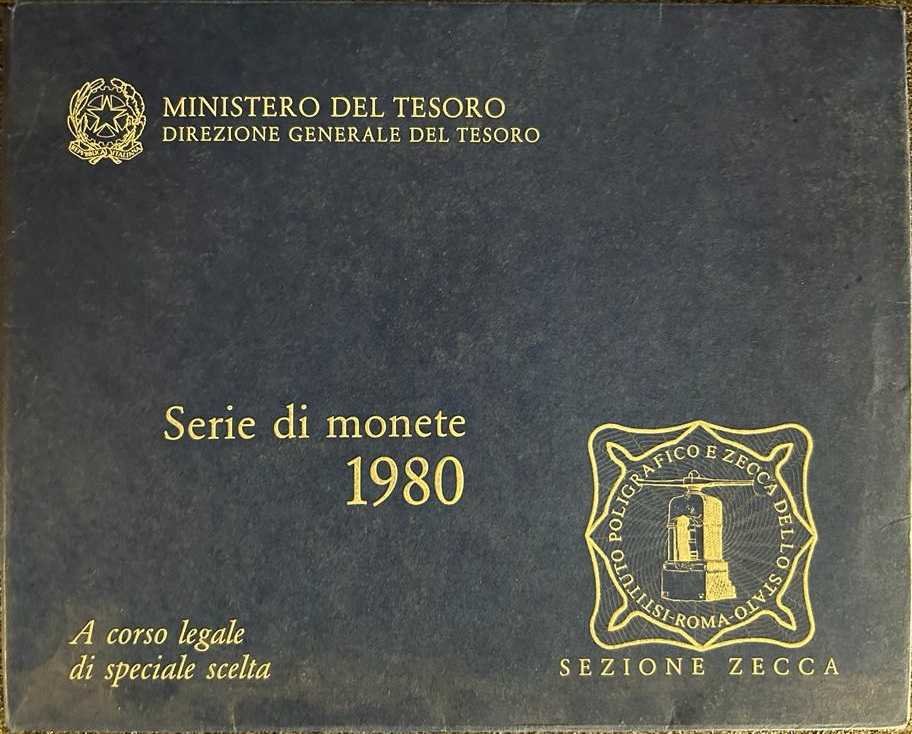 REPVBBLICA ITALIANA
MINISTERO DEL TESORO
DIREZIONE GENERALE DEL TESORO
Serie di monete
1980
ISTITUTO POLIGRAFICO E ZECCA DELLO STATO-ROMA-
A corso legale
di speciale scelta
SEZIONE ZECCA